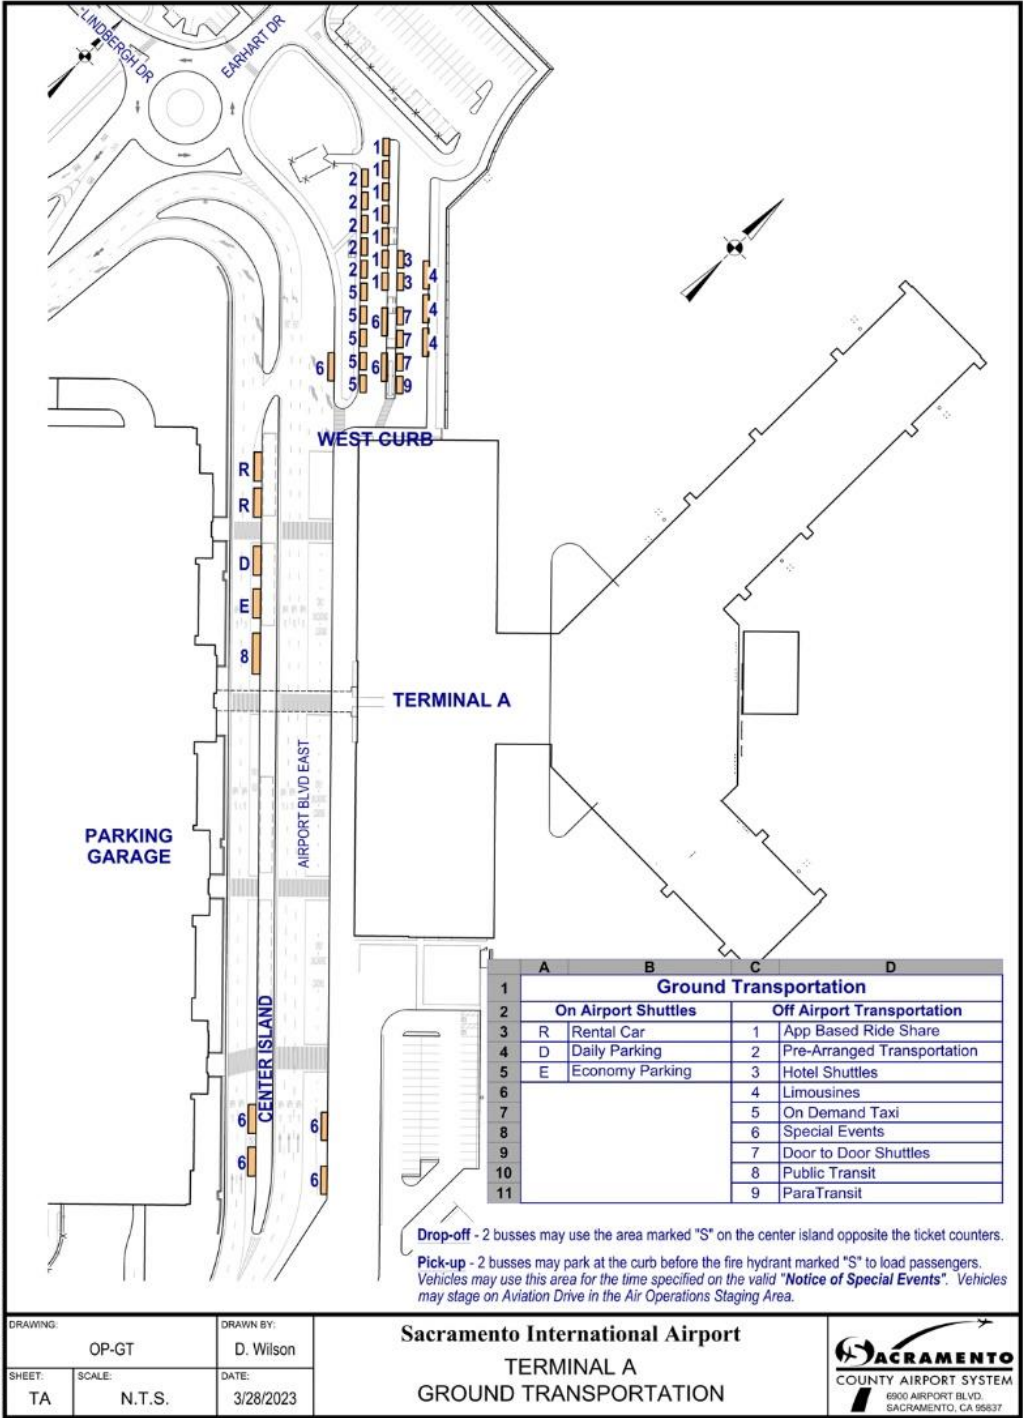 LINDBERGH DR
EARHART DR
1
1
2
1
2
1
2
1
2
1
3
2
1
3
4
5
5
6
7
4
5
7
4
6
5
6
7
5
9
WEST CURB
R
R
D
E
8
TERMINAL A
AIRPORT BLVD EAST
PARKING
GARAGE
CENTER ISLAND
6
6
6
6
A B C D
1 Ground Transportation
2 On Airport Shuttles Off Airport Transportation
3 R Rental Car 1 App Based Ride Share
4 D Daily Parking 2 Pre-Arranged Transportation
5 E Economy Parking 3 Hotel Shuttles
6 4 Limousines
7 5 On Demand Taxi
8 6 Special Events
9 7 Door to Door Shuttles
10 8 Public Transit
11 9 ParaTransit
Drop-off - 2 busses may use the area marked "S" on the center island opposite the ticket counters.
Pick-up - 2 busses may park at the curb before the fire hydrant marked "S" to load passengers.
Vehicles may use this area for the time specified on the valid "Notice of Special Events". Vehicles
may stage on Aviation Drive in the Air Operations Staging Area.
DRAWING:
OP-GT
DRAWN BY:
D. Wilson
SHEET:
TA
SCALE:
N.T.S.
DATE:
3/28/2023
Sacramento International Airport
TERMINAL A
GROUND TRANSPORTATION
SACRAMENTO
COUNTY AIRPORT SYSTEM
6900 AIRPORT BLVD.
SACRAMENTO, CA 95837